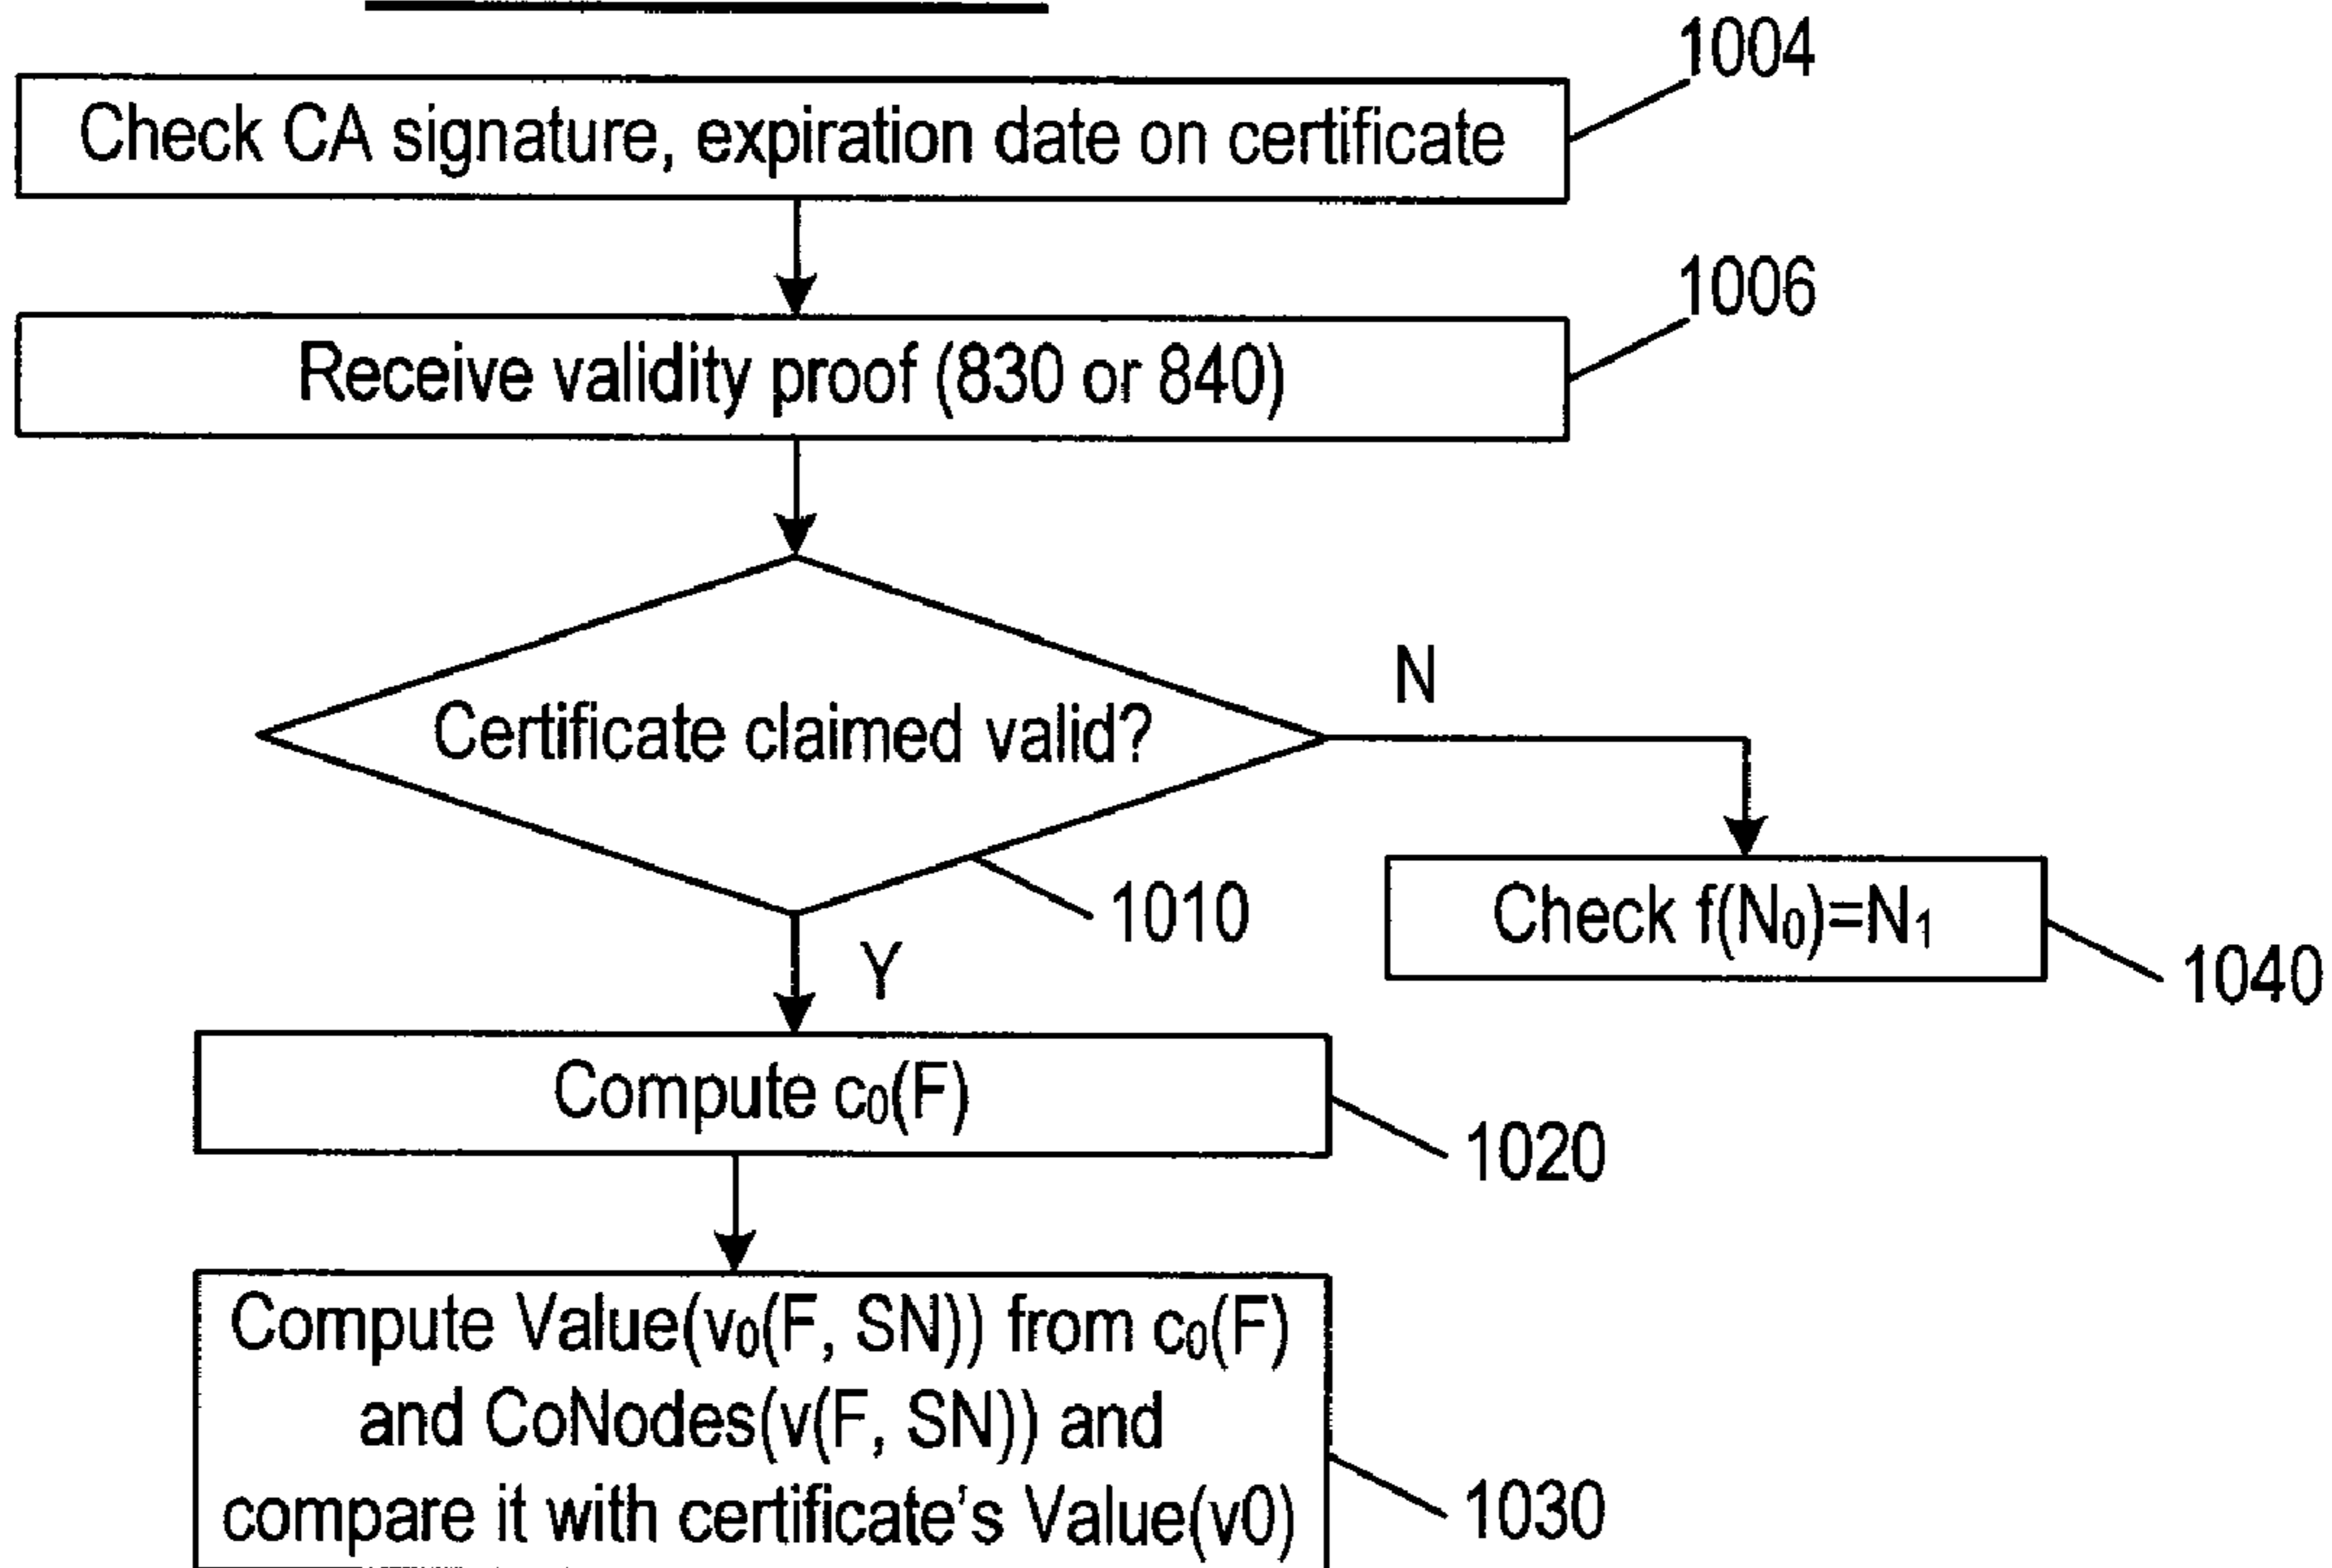 1004
Check CA signature, expiration date on certificate
1006
Receive validity proof (830 or 840)
N
Certificate claimed valid?
1010
Check f(N₀)=N₁
1040
Y
Compute c₀(F)
1020
Compute Value(v₀(F, SN)) from c₀(F)
and CoNodes(v(F, SN)) and
compare it with certificate's Value(v0)
1030